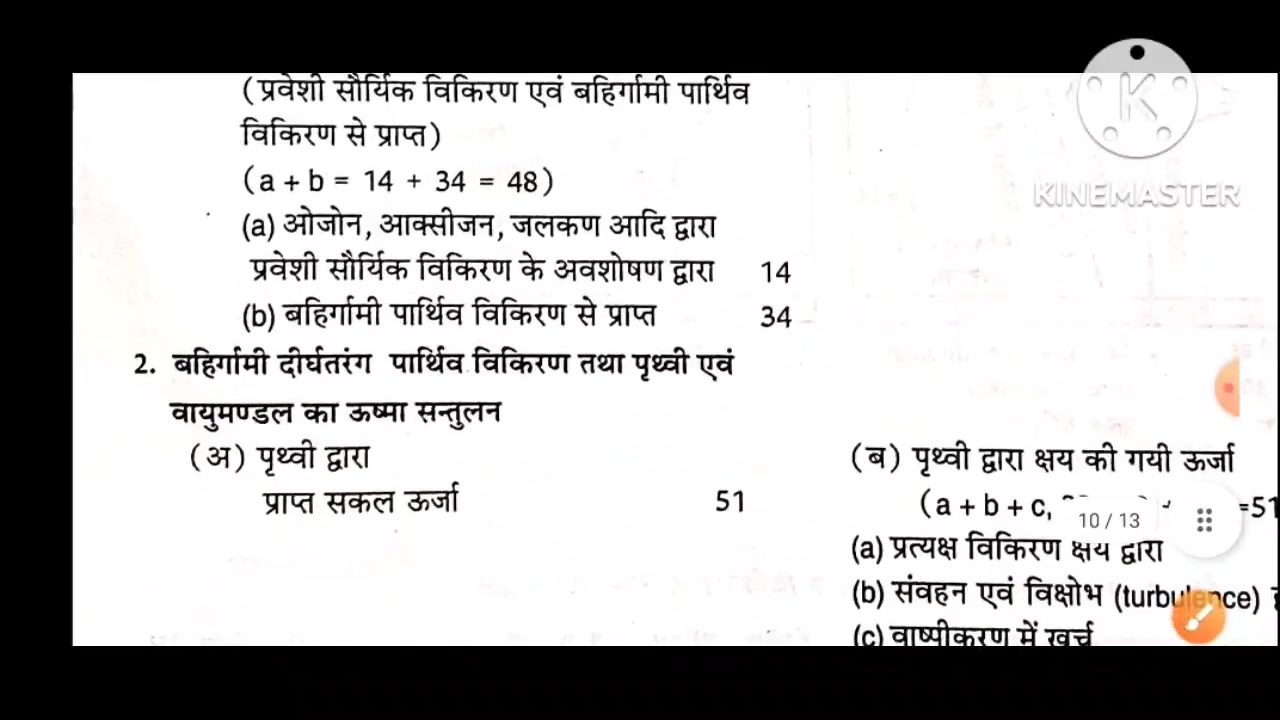 (प्रवेशी सौर्यिक विकिरण एवं बहिर्गामी पार्थिव
विकिरण से प्राप्त)
(a + b = 14 + 34 = 48)
(a) ओजोन, आक्सीजन, जलकण आदि द्वारा
प्रवेशी सौर्यिक विकिरण के अवशोषण द्वारा 14
(b) बहिर्गामी पार्थिव विकिरण से प्राप्त 34
2. बहिर्गामी दीर्घतरंग पार्थिव विकिरण तथा पृथ्वी एवं
वायुमण्डल का ऊष्मा सन्तुलन
(अ) पृथ्वी द्वारा
प्राप्त सकल ऊर्जा 51
(ब) पृथ्वी द्वारा क्षय की गयी ऊर्जा
(a + b + c, =51
(a) प्रत्यक्ष विकिरण क्षय द्वारा
(b) संवहन एवं विक्षोभ (turbulence)
(c) वाष्पीकरण में खर्च
10 / 13
K
KINEMASTER